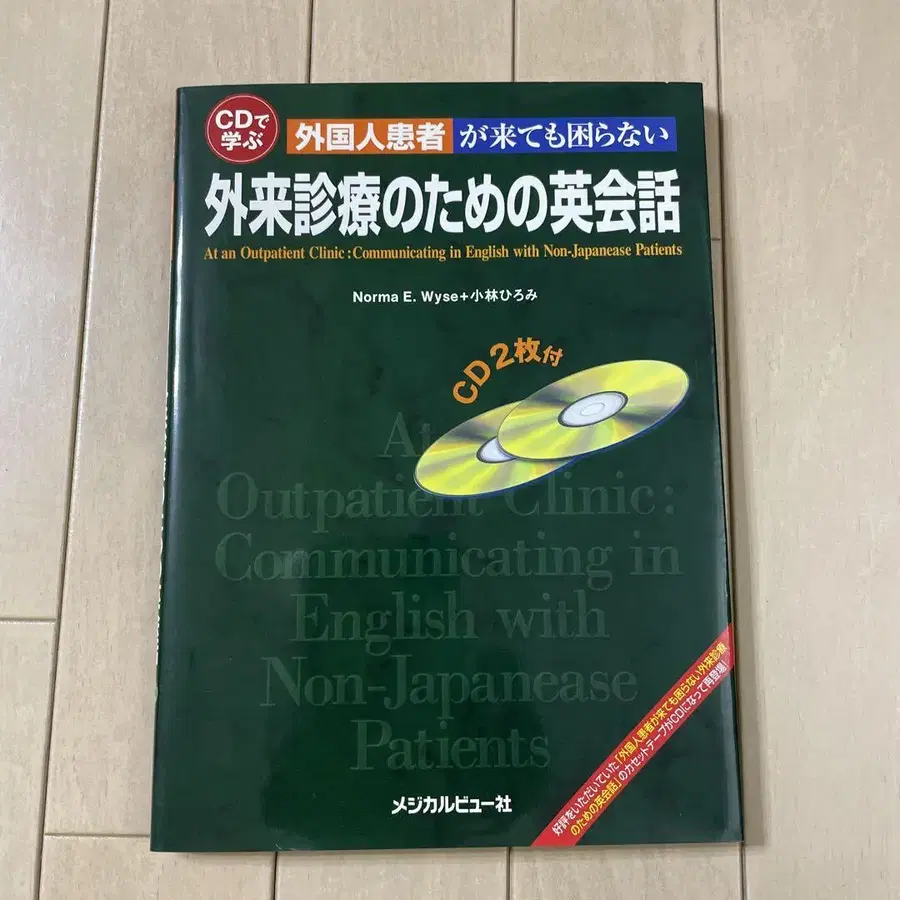 CDで
学ぶ
外国人患者が来ても困らない
外来診療のための英会話
At an Outpatient Clinic : Communicating in English with Non-Japanease Patients
Norma E. Wyse+小林ひろみ
CD2枚付
At
Outpatient Clinic:
Communicating in
English with
Non-Japanease
Patients
好評をいただいていた「外国人患者が来ても困らない外来診療
のための英会話」のカセットテープがCDになって再登場!
メジカルビュー社